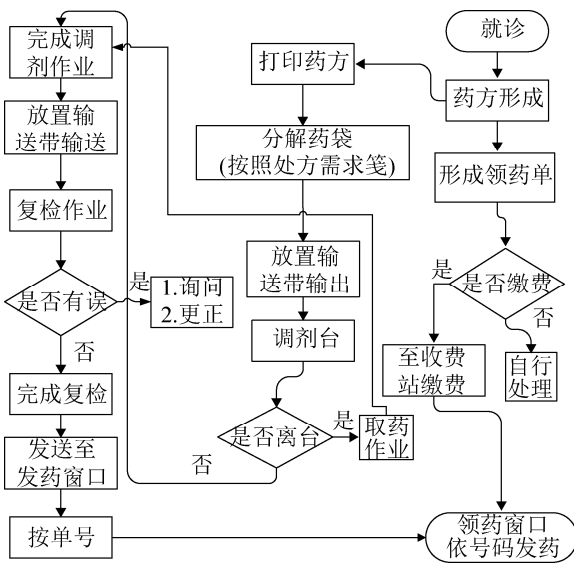 完成调
剂作业
放置输
送带输送
复检作业
是否有误
是
1.询问
2.更正
否
完成复检
发送至
发药窗口
按单号
打印药方
分解药袋
(按照处方需求笺)
放置输
送带输出
调剂台
是否离台
是
否
取药
作业
就诊
药方形成
形成领药单
是否缴费
是
否
至收费
站缴费
自行
处理
领药窗口
依号码发药